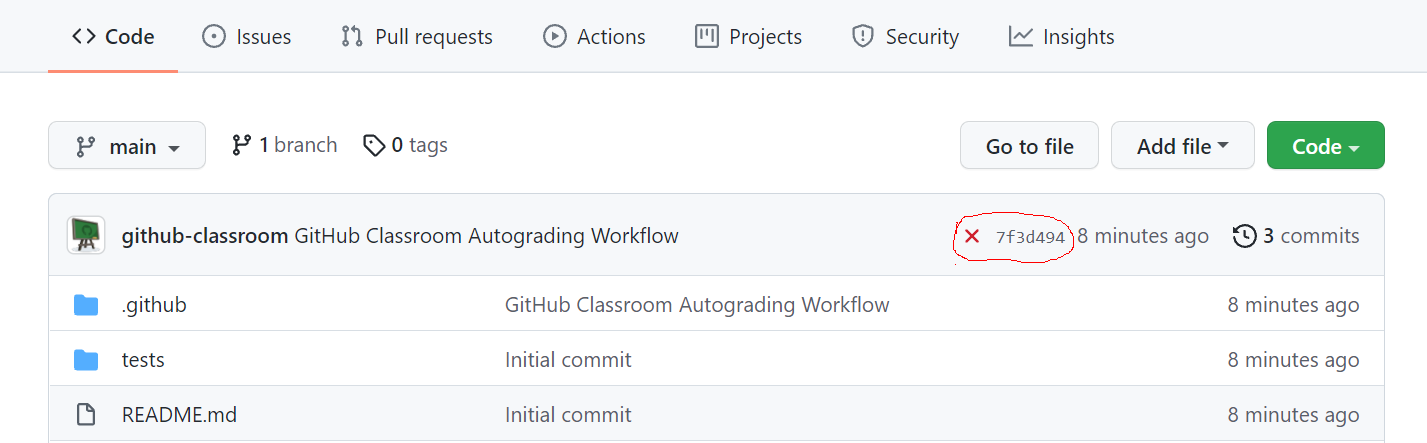 Code Issues Pull requests Actions Projects Security Insights
main 1 branch 0 tags Go to file Add file Code
github-classroom GitHub Classroom Autograding Workflow 7f3d494 8 minutes ago 3 commits
.github GitHub Classroom Autograding Workflow 8 minutes ago
tests Initial commit 8 minutes ago
README.md Initial commit 8 minutes ago